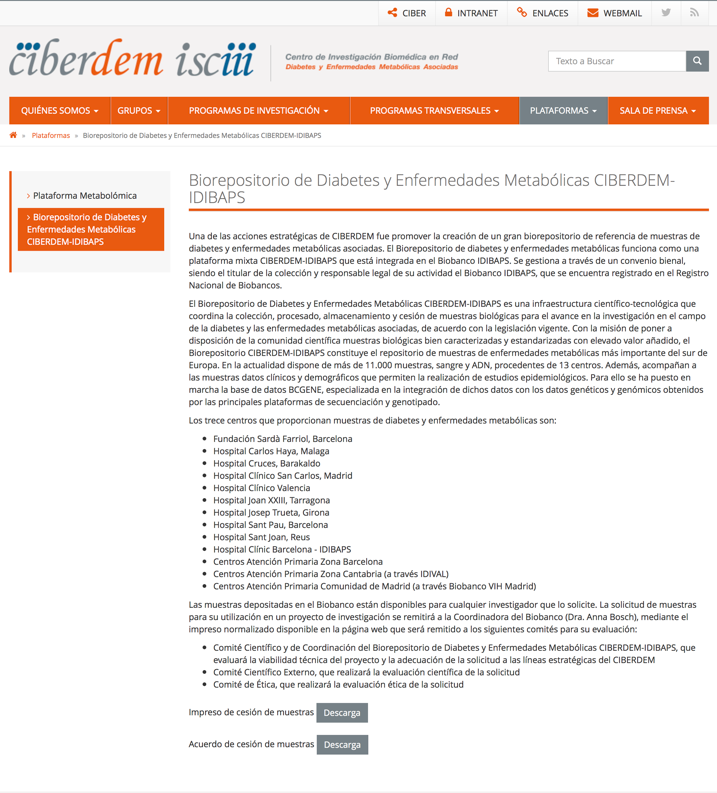 CIBER INTRANET ENLACES WEBMAIL
ciberdem isciii
Centro de Investigación Biomédica en Red
Diabetes y Enfermedades Metabólicas Asociadas
Texto a Buscar
QUIÉNES SOMOS GRUPOS PROGRAMAS DE INVESTIGACIÓN PROGRAMAS TRANSVERSALES PLATAFORMAS SALA DE PRENSA
» Plataformas » Biorepositorio de Diabetes y Enfermedades Metabólicas CIBERDEM-IDIBAPS
> Plataforma Metabolómica
> Biorepositorio de Diabetes y
Enfermedades Metabólicas
CIBERDEM-IDIBAPS
Biorepositorio de Diabetes y Enfermedades Metabólicas CIBERDEM-
IDIBAPS
Una de las acciones estratégicas de CIBERDEM fue promover la creación de un gran biorepositorio de referencia de muestras de
diabetes y enfermedades metabólicas asociadas. El Biorepositorio de diabetes y enfermedades metabólicas funciona como una
plataforma mixta CIBERDEM-IDIBAPS que está integrada en el Biobanco IDIBAPS. Se gestiona a través de un convenio bienal,
siendo el titular de la colección y responsable legal de su actividad el Biobanco IDIBAPS, que se encuentra registrado en el Registro
Nacional de Biobancos.
El Biorepositorio de Diabetes y Enfermedades Metabólicas CIBERDEM-IDIBAPS es una infraestructura científico-tecnológica que
coordina la colección, procesado, almacenamiento y cesión de muestras biológicas para el avance en la investigación en el campo
de la diabetes y las enfermedades metabólicas asociadas, de acuerdo con la legislación vigente. Con la misión de poner a
disposición de la comunidad científica muestras biológicas bien caracterizadas y estandarizadas con elevado valor añadido, el
Biorepositorio CIBERDEM-IDIBAPS constituye el repositorio de muestras de enfermedades metabólicas más importante del sur de
Europa. En la actualidad dispone de más de 11.000 muestras, sangre y ADN, procedentes de 13 centros. Además, acompañan a
las muestras datos clínicos y demográficos que permiten la realización de estudios epidemiológicos. Para ello se ha puesto en
marcha la base de datos BCGENE, especializada en la integración de dichos datos con los datos genéticos y genómicos obtenidos
por las principales plataformas de secuenciación y genotipado.
Los trece centros que proporcionan muestras de diabetes y enfermedades metabólicas son:
• Fundación Sardà Farriol, Barcelona
• Hospital Carlos Haya, Malaga
• Hospital Cruces, Barakaldo
• Hospital Clínico San Carlos, Madrid
• Hospital Clínico Valencia
• Hospital Joan XXIII, Tarragona
• Hospital Josep Trueta, Girona
• Hospital Sant Pau, Barcelona
• Hospital Sant Joan, Reus
• Hospital Clínic Barcelona - IDIBAPS
• Centros Atención Primaria Zona Barcelona
• Centros Atención Primaria Zona Cantabria (a través IDIVAL)
• Centros Atención Primaria Comunidad de Madrid (a través Biobanco VIH Madrid)
Las muestras depositadas en el Biobanco están disponibles para cualquier investigador que lo solicite. La solicitud de muestras
para su utilización en un proyecto de investigación se remitirá a la Coordinadora del Biobanco (Dra. Anna Bosch), mediante el
impreso normalizado disponible en la página web que será remitido a los siguientes comités para su evaluación:
• Comité Científico y de Coordinación del Biorepositorio de Diabetes y Enfermedades Metabólicas CIBERDEM-IDIBAPS, que
evaluará la viabilidad técnica del proyecto y la adecuación de la solicitud a las líneas estratégicas del CIBERDEM
• Comité Científico Externo, que realizará la evaluación científica de la solicitud
• Comité de Ética, que realizará la evaluación ética de la solicitud
Impreso de cesión de muestras Descarga
Acuerdo de cesión de muestras Descarga